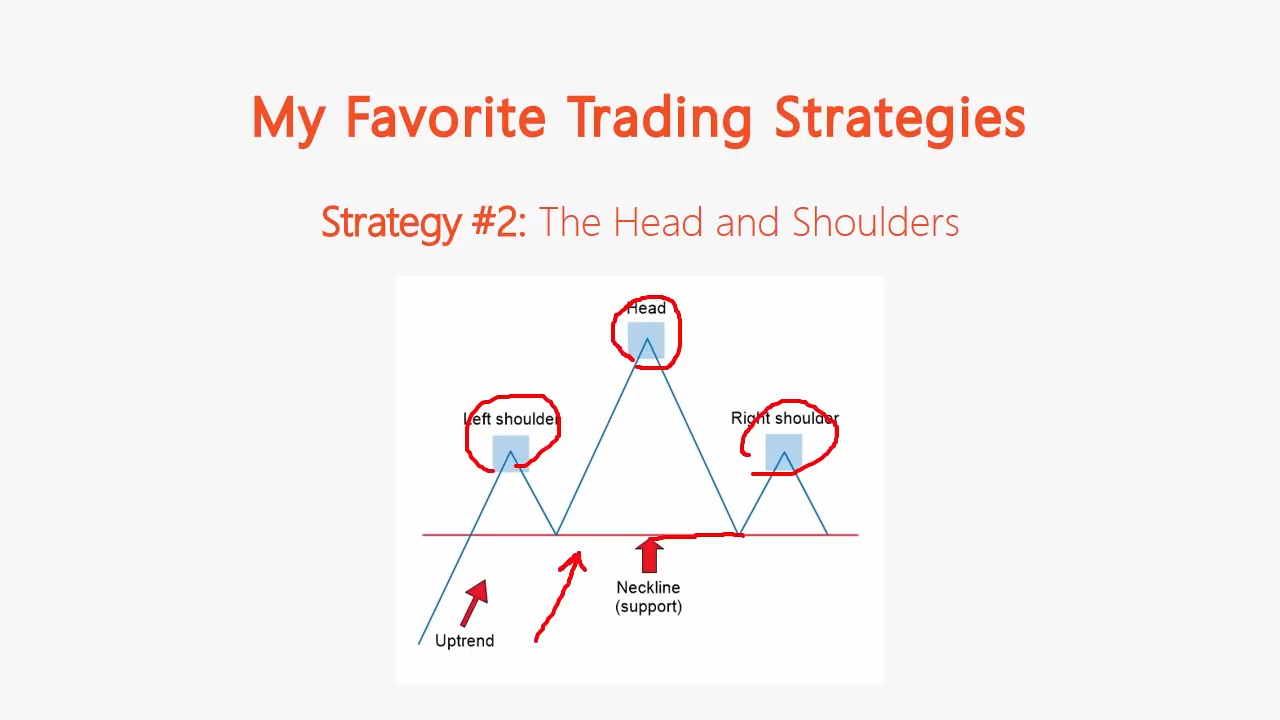 My Favorite Trading Strategies
Strategy #2: The Head and Shoulders
Head
Left shoulder
Right shoulder
Neckline
(support)
Uptrend